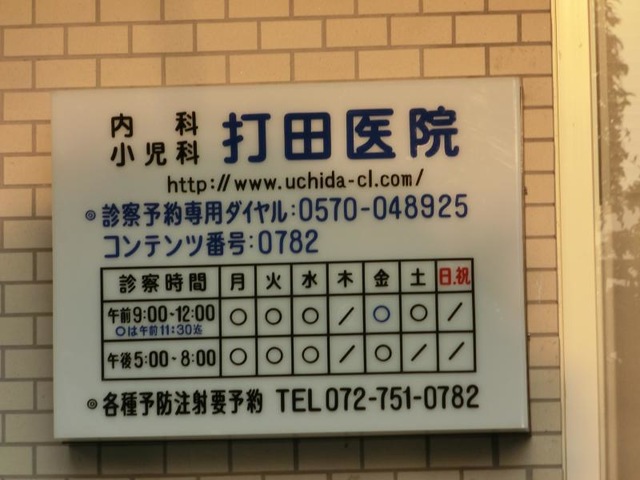 内科 打田医院
小児科
http://www.uchida-cl.com/
◎診察予約専用ダイヤル:0570-048925
コンテンツ番号:0782
診察時間 月 火 水 木 金 土 日.祝
午前9:00~12:00 ○ ○ ○ / ○ ○ /
○は午前11:30迄
午後5:00~8:00 ○ ○ ○ / ○ / /
◎各種予防注射要予約 TEL072-751-0782